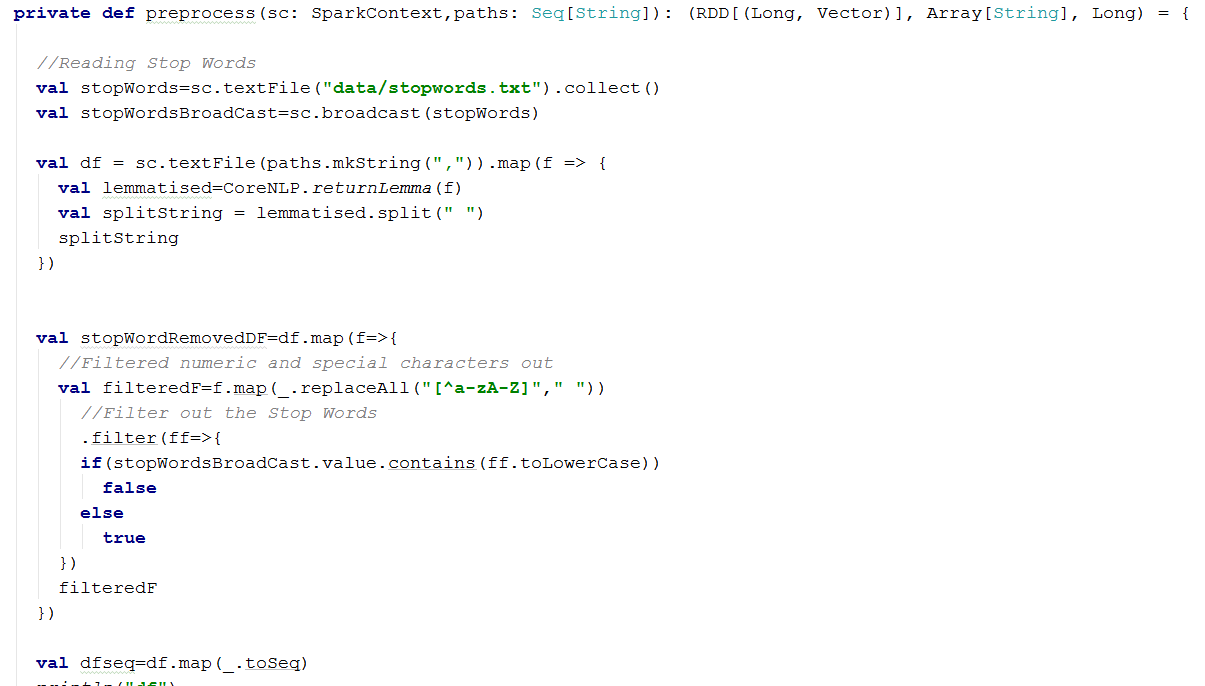 private def preprocess(sc: SparkContext,paths: Seq[String]): (RDD[(Long, Vector)], Array[String], Long) = {
//Reading Stop Words
val stopWords=sc.textFile("data/stopwords.txt").collect()
val stopWordsBroadCast=sc.broadcast(stopWords)
val df = sc.textFile(paths.mkString(",")).map(f => {
val lemmatised=CoreNLP.returnLemma(f)
val splitString = lemmatised.split(" ")
splitString
})
val stopWordRemovedDF=df.map(f=>{
//Filtered numeric and special characters out
val filteredF=f.map(_.replaceAll("[^a-zA-Z]"," "))
//Filter out the Stop Words
.filter(ff=>{
if(stopWordsBroadCast.value.contains(ff.toLowerCase))
false
else
true
})
filteredF
})
val dfseq=df.map(_.toSeq)
println("df")